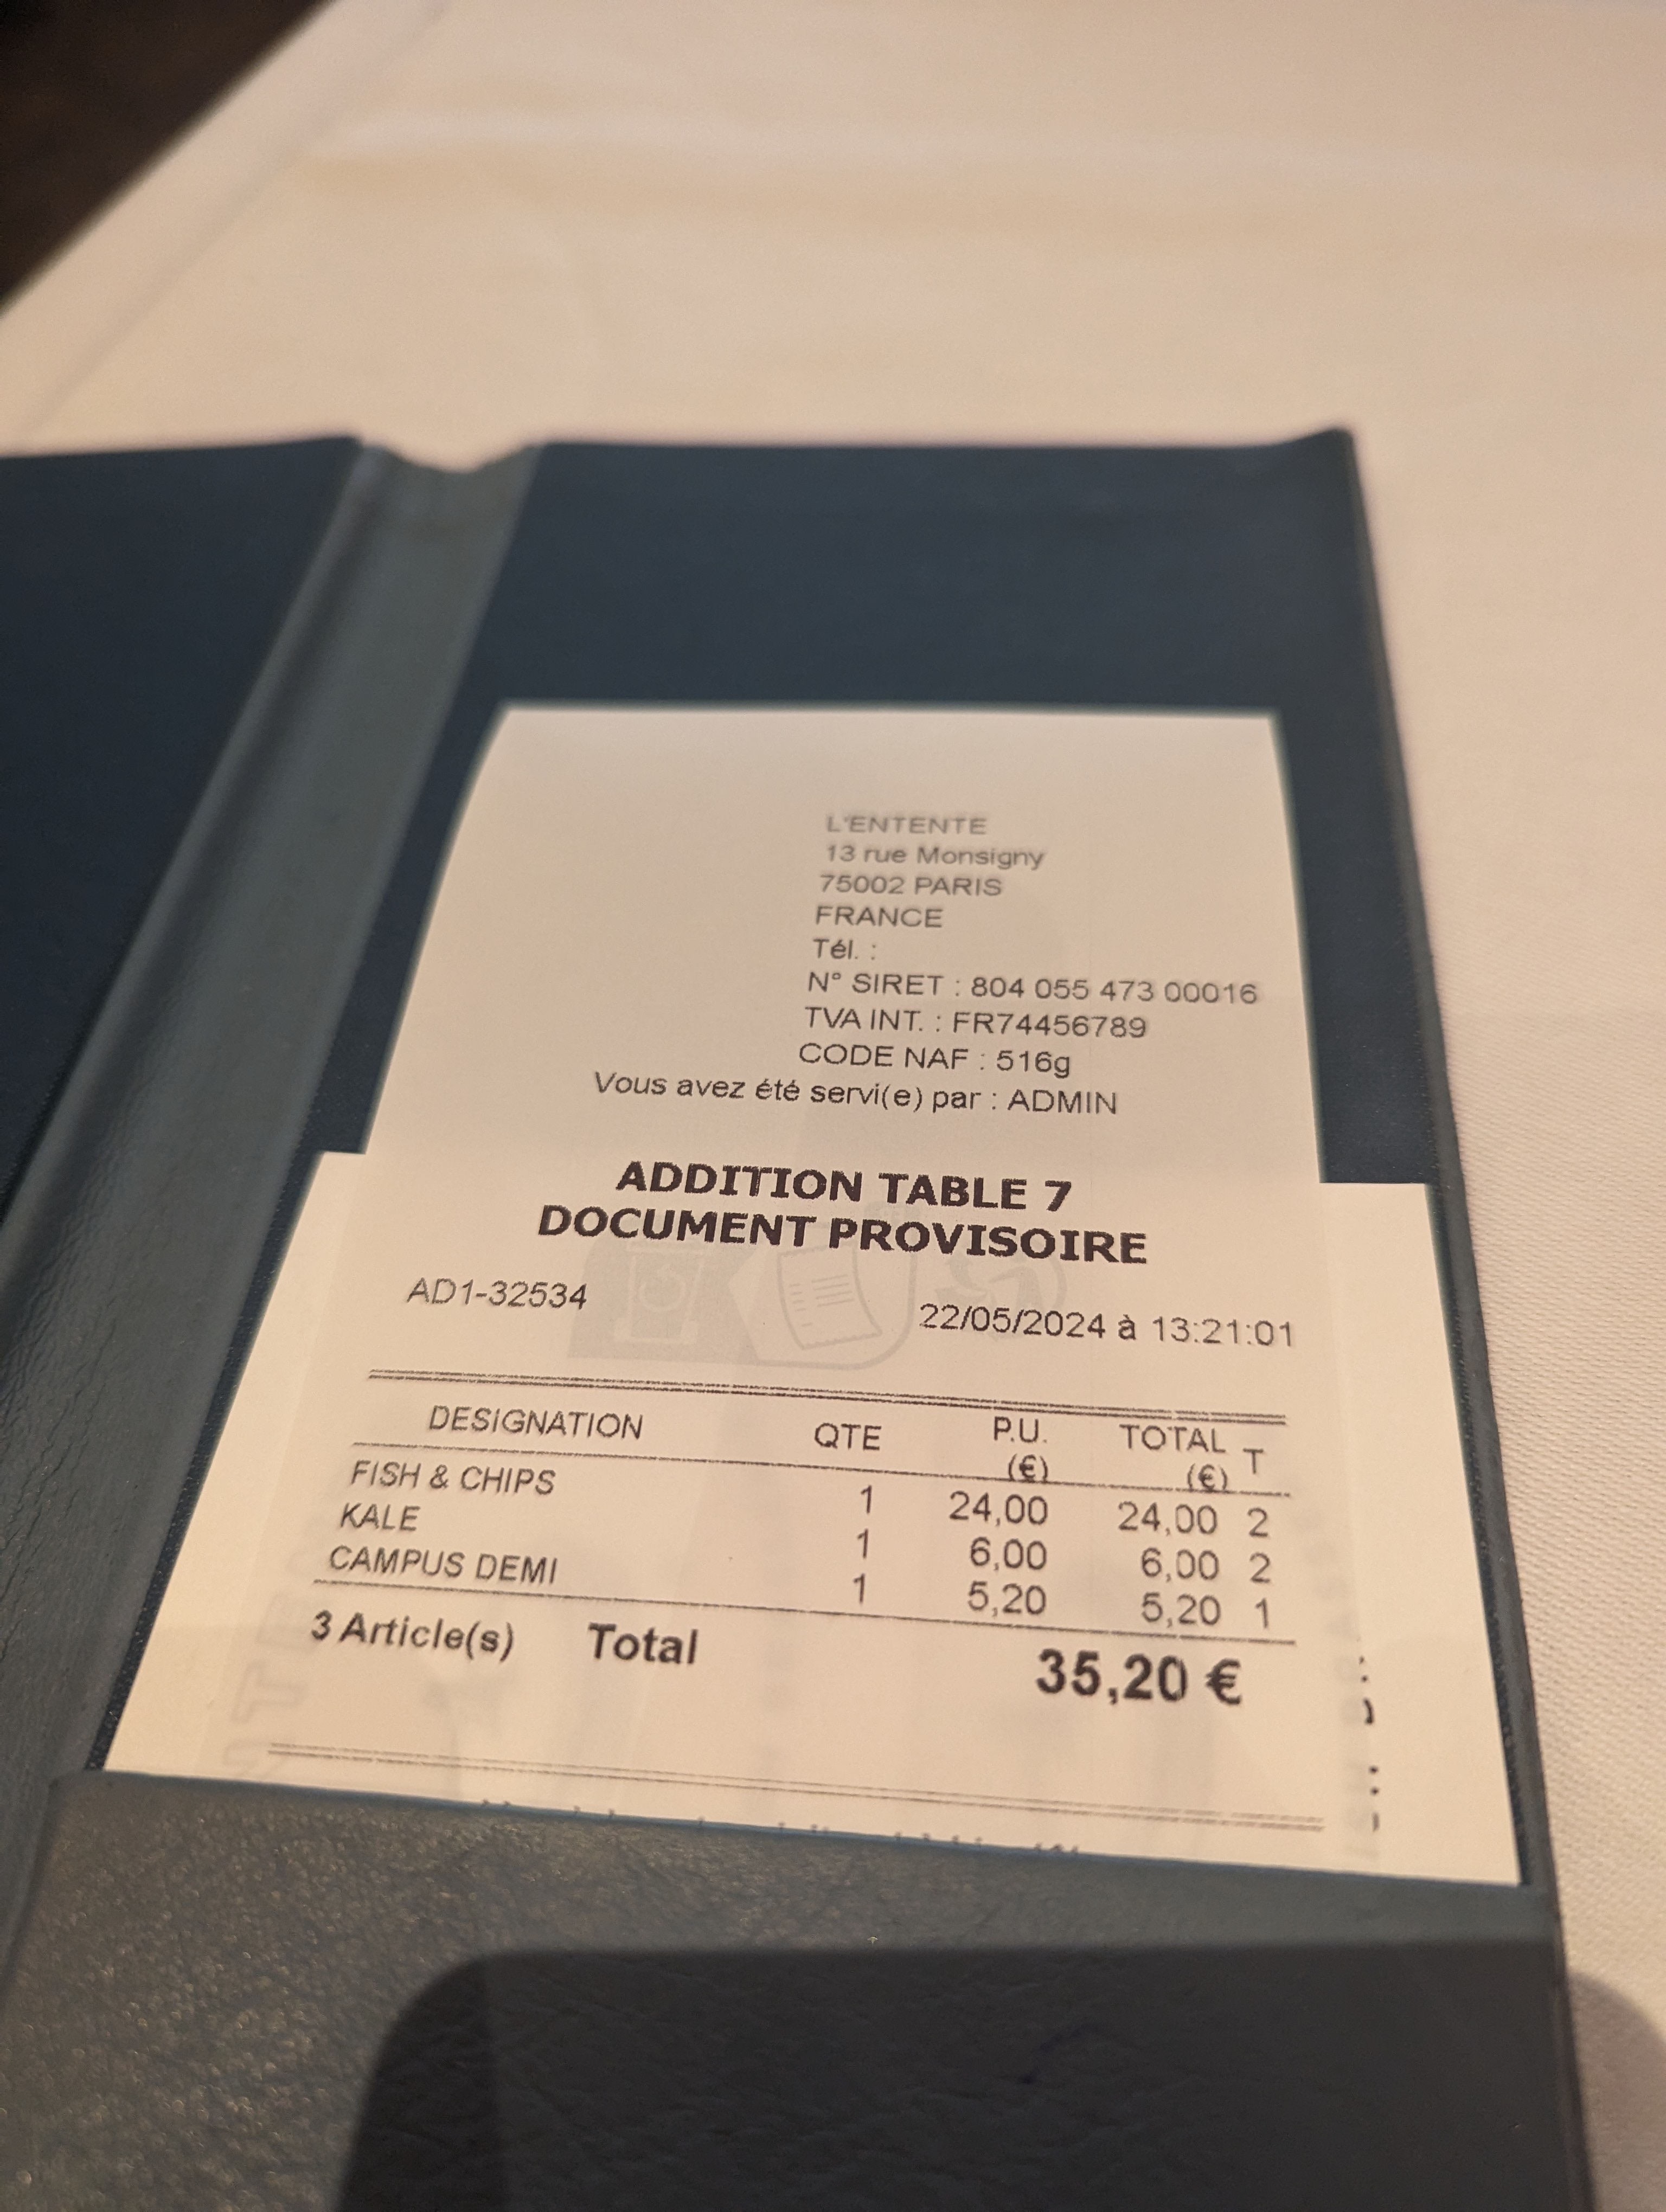 L'ENTENTE
13 rue Monsigny
75002 PARIS
FRANCE
Tél. :
N° SIRET : 804 055 473 00016
TVA INT. : FR74456789
CODE NAF : 516g
Vous avez été servi(e) par : ADMIN
ADDITION TABLE 7
DOCUMENT PROVISOIRE
AD1-32534 22/05/2024 à 13:21:01
DESIGNATION QTE P.U. (€) TOTAL (€) T
FISH & CHIPS 1 24,00 24,00 2
KALE 1 6,00 6,00 2
CAMPUS DEMI 1 5,20 5,20 1
3 Article(s) Total 35,20 €